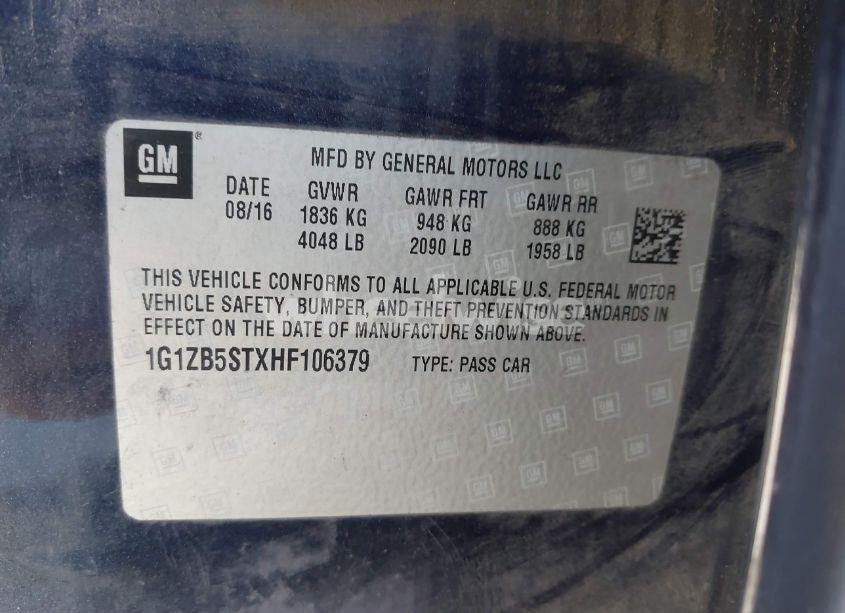 GM
MFD BY GENERAL MOTORS LLC
DATE GVWR GAWR FRT GAWR RR
08/16 1836 KG 948 KG 888 KG
4048 LB 2090 LB 1958 LB
THIS VEHICLE CONFORMS TO ALL APPLICABLE U.S. FEDERAL MOTOR
VEHICLE SAFETY, BUMPER, AND THEFT PREVENTION STANDARDS IN
EFFECT ON THE DATE OF MANUFACTURE SHOWN ABOVE.
1G1ZB5STXHF106379 TYPE: PASS CAR